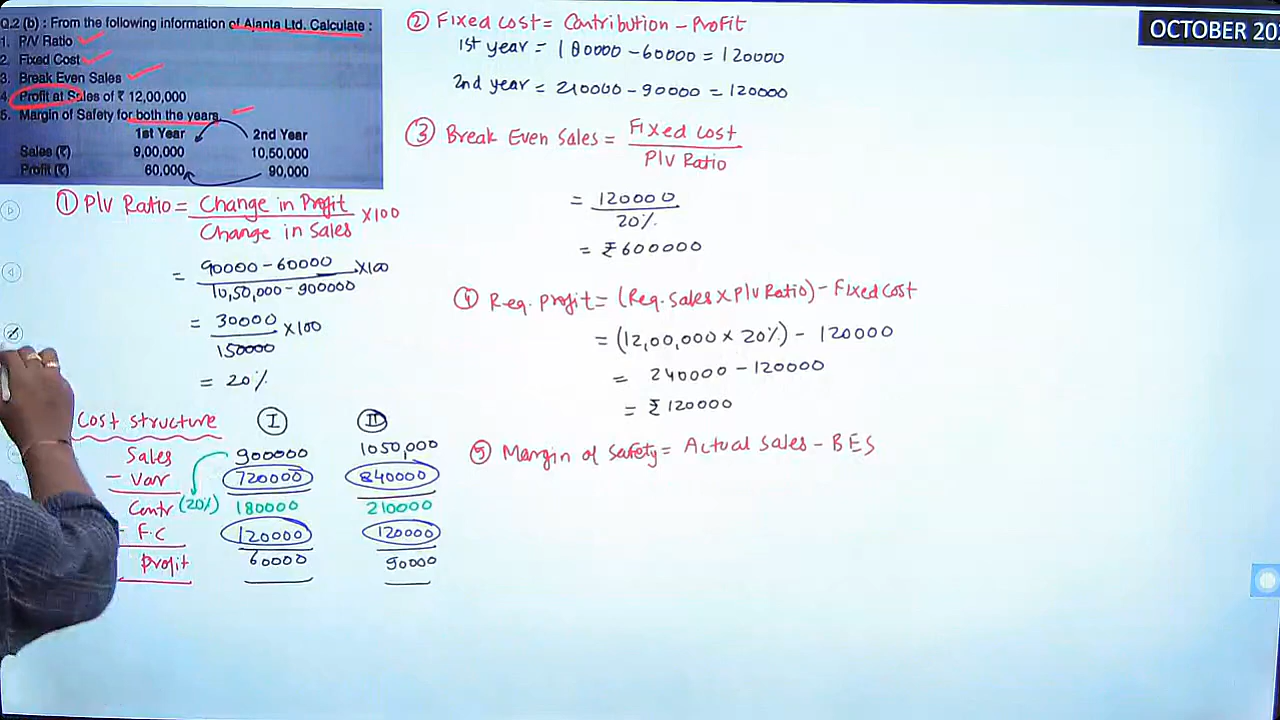 Q.2 (b) : From the following information of Ajanta Ltd. Calculate :
1. P/V Ratio
2. Fixed Cost
3. Break Even Sales
4. Profit at Sales of ₹ 12,00,000
5. Margin of Safety for both the years.
1st Year 2nd Year
Sales (₹) 9,00,000 10,50,000
Profit (₹) 60,000 90,000
① P/V Ratio = Change in Profit / Change in Sales X100
= 90000 - 60000 / 10,50,000 - 900000 X100
= 30000 / 150000 X 100
= 20%
Cost structure I II
Sales 900000 1050,000
- Var 720000 840000
Contr (20%) 180000 210000
- F.C 120000 120000
Profit 60000 90000
② Fixed Cost = Contribution - Profit
1st year = 180000 - 60000 = 120000
2nd year = 210000 - 90000 = 120000
③ Break Even Sales = Fixed Cost / P/V Ratio
= 120000 / 20%
= ₹ 600000
④ Req. Profit = (Req. Sales X P/V Ratio) - Fixed Cost
= (12,00,000 X 20%) - 120000
= 240000 - 120000
= ₹ 120000
⑤ Margin of Safety = Actual Sales - BES
OCTOBER 202